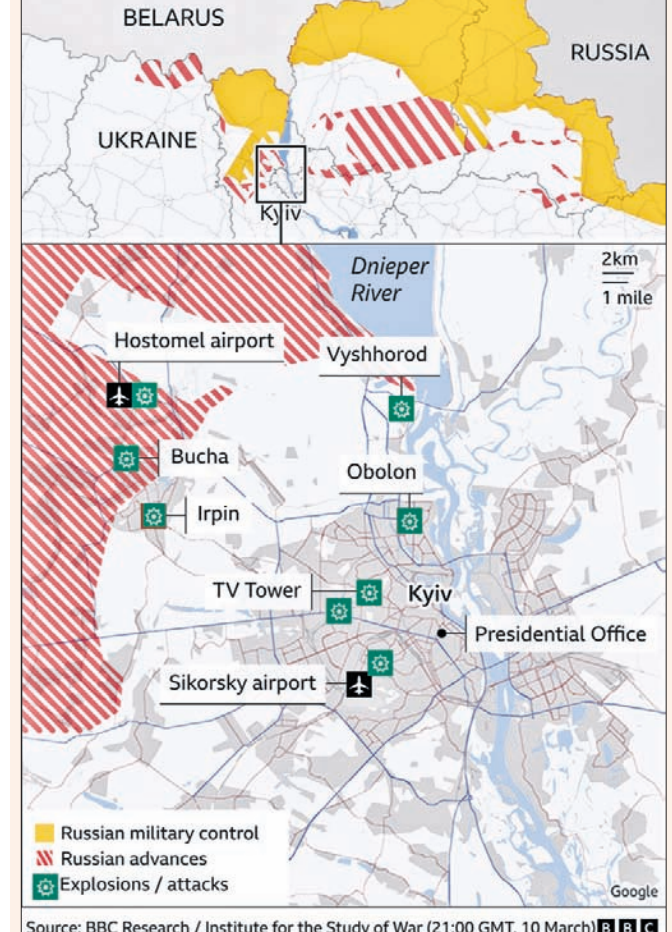 BELARUS
RUSSIA
UKRAINE
Kyiv
Dnieper
River
2km
1 mile
Hostomel airport
Vyshhorod
Bucha
Obolon
Irpin
TV Tower
Kyiv
Presidential Office
Sikorsky airport
Russian military control
Russian advances
Explosions / attacks
Google
Source: BBC Research / Institute for the Study of War (21:00 GMT, 10 March) BBC